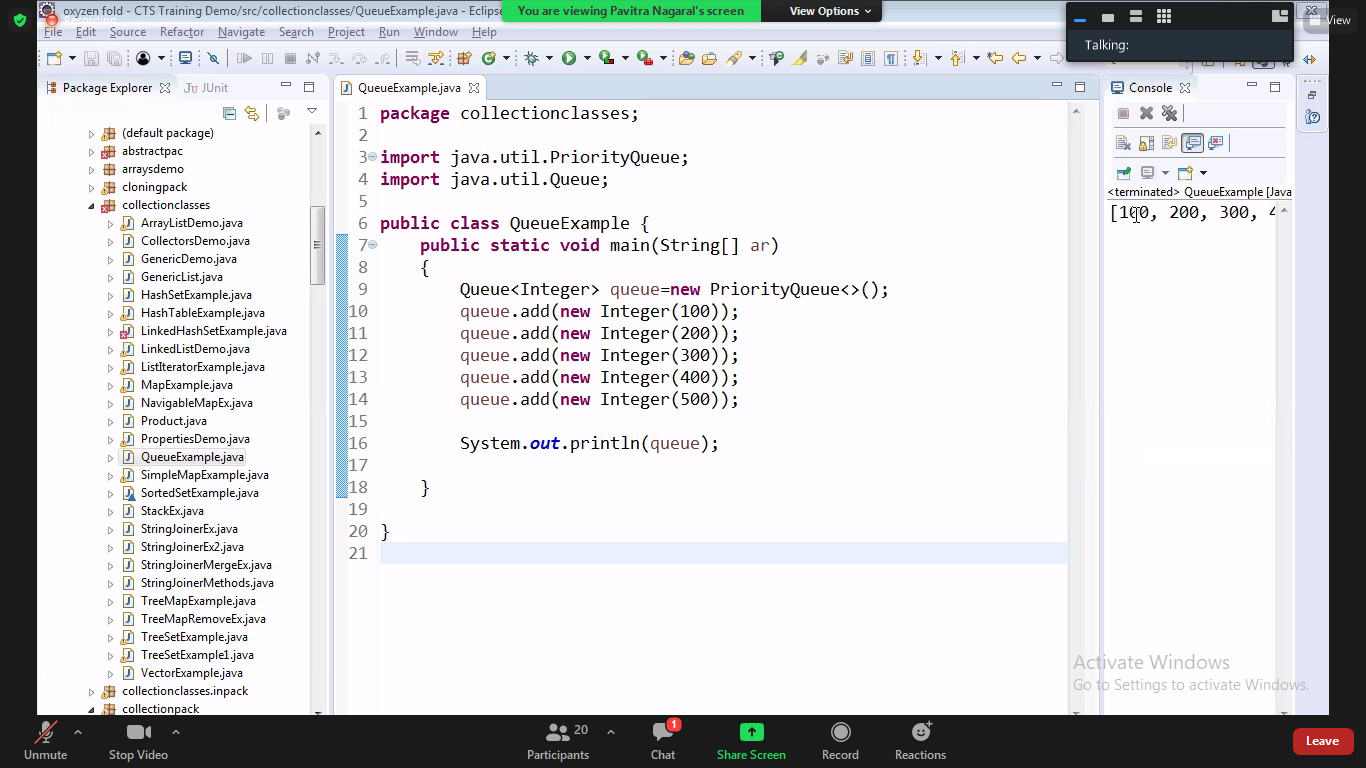 oxyzen fold - CTS Training Demo/src/collectionclasses/QueueExample.java - Eclipse
You are viewing Pavitra Nagaral's screen
View Options
View
Talking:
File Edit Source Refactor Navigate Search Project Run Window Help
Package Explorer JUnit
QueueExample.java
Console
(default package)
abstractpac
arraysdemo
cloningpack
collectionclasses
ArrayListDemo.java
CollectorsDemo.java
GenericDemo.java
GenericList.java
HashSetExample.java
HashTableExample.java
LinkedHashSetExample.java
LinkedListDemo.java
ListIteratorExample.java
MapExample.java
NavigableMapEx.java
Product.java
PropertiesDemo.java
QueueExample.java
SimpleMapExample.java
SortedSetExample.java
StackEx.java
StringJoinerEx.java
StringJoinerEx2.java
StringJoinerMergeEx.java
StringJoinerMethods.java
TreeMapExample.java
TreeMapRemoveEx.java
TreeSetExample.java
TreeSetExample1.java
VectorExample.java
collectionclasses.inpack
collectionpack
1 package collectionclasses;
2
3 import java.util.PriorityQueue;
4 import java.util.Queue;
5
6 public class QueueExample {
7 public static void main(String[] ar)
8 {
9 Queue<Integer> queue=new PriorityQueue<>();
10 queue.add(new Integer(100));
11 queue.add(new Integer(200));
12 queue.add(new Integer(300));
13 queue.add(new Integer(400));
14 queue.add(new Integer(500));
15
16 System.out.println(queue);
17
18 }
19
20 }
21
<terminated> QueueExample [Java
[100, 200, 300, 4
Activate Windows
Go to Settings to activate Windows.
Unmute
Stop Video
20
Participants
1
Chat
Share Screen
Record
Reactions
Leave